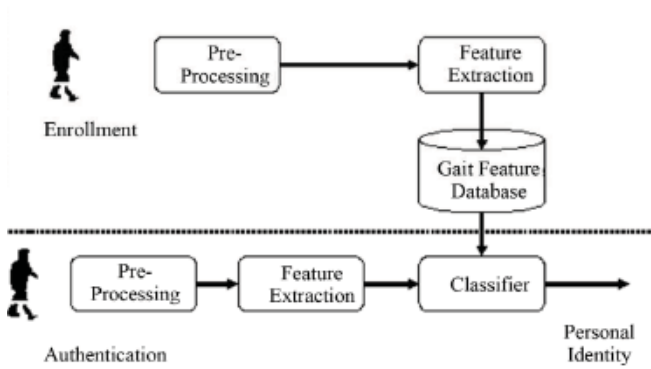 Pre-
Processing
Feature
Extraction
Enrollment
Gait Feature
Database
Pre-
Processing
Feature
Extraction
Classifier
Authentication
Personal
Identity